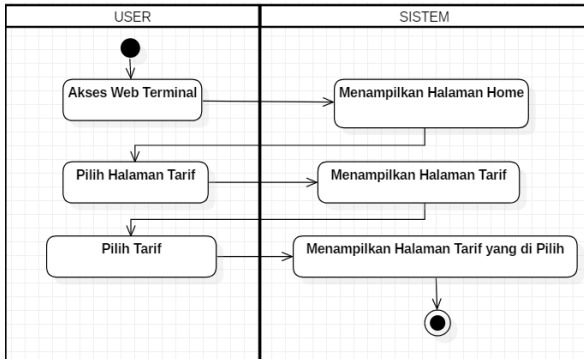 USER
SISTEM
Akses Web Terminal
Menampilkan Halaman Home
Pilih Halaman Tarif
Menampilkan Halaman Tarif
Pilih Tarif
Menampilkan Halaman Tarif yang di Pilih